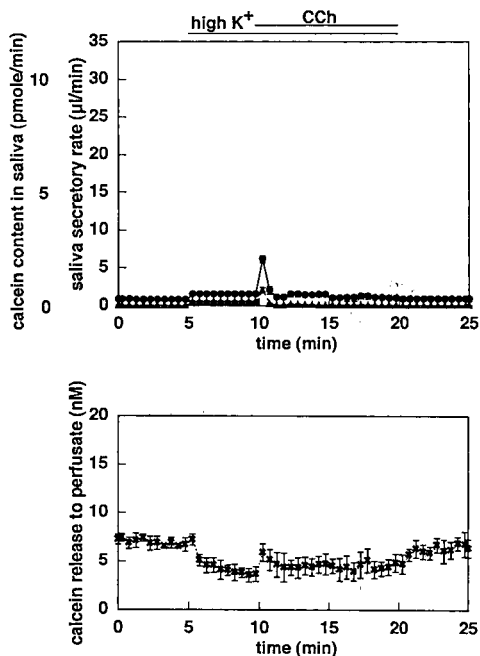 high K+ CCh
calcein content in saliva (pmole/min)
10
5
0
saliva secretory rate (µl/min)
35
30
25
20
15
10
5
0
0 5 10 15 20 25
time (min)
calcein release to perfusate (nM)
20
15
10
5
0
0 5 10 15 20 25
time (min)